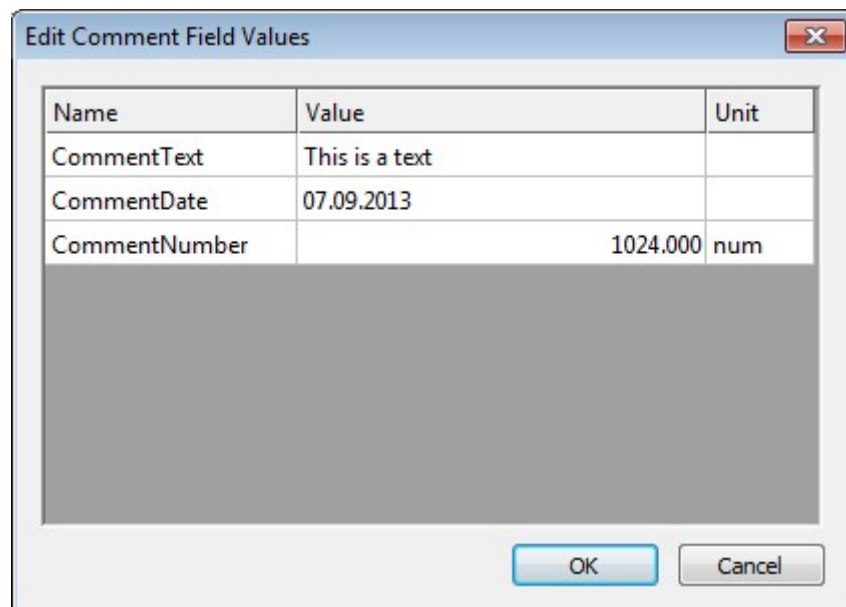 Edit Comment Field Values
Name Value Unit
CommentText This is a text
CommentDate 07.09.2013
CommentNumber 1024.000 num
OK Cancel